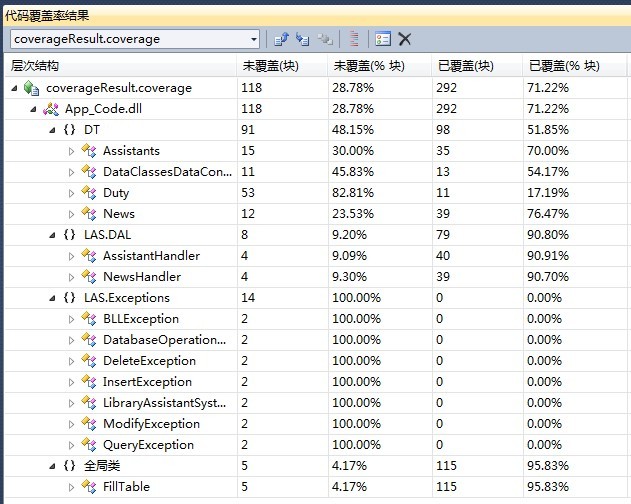 代码覆盖率结果
coverageResult.coverage
层次结构 未覆盖(块) 未覆盖(% 块) 已覆盖(块) 已覆盖(% 块)
coverageResult.coverage 118 28.78% 292 71.22%
App_Code.dll 118 28.78% 292 71.22%
{} DT 91 48.15% 98 51.85%
Assistants 15 30.00% 35 70.00%
DataClassesDataCon... 11 45.83% 13 54.17%
Duty 53 82.81% 11 17.19%
News 12 23.53% 39 76.47%
{} LAS.DAL 8 9.20% 79 90.80%
AssistantHandler 4 9.09% 40 90.91%
NewsHandler 4 9.30% 39 90.70%
{} LAS.Exceptions 14 100.00% 0 0.00%
BLLException 2 100.00% 0 0.00%
DatabaseOperation... 2 100.00% 0 0.00%
DeleteException 2 100.00% 0 0.00%
InsertException 2 100.00% 0 0.00%
LibraryAssistantSyst... 2 100.00% 0 0.00%
ModifyException 2 100.00% 0 0.00%
QueryException 2 100.00% 0 0.00%
{} 全局类 5 4.17% 115 95.83%
FillTable 5 4.17% 115 95.83%